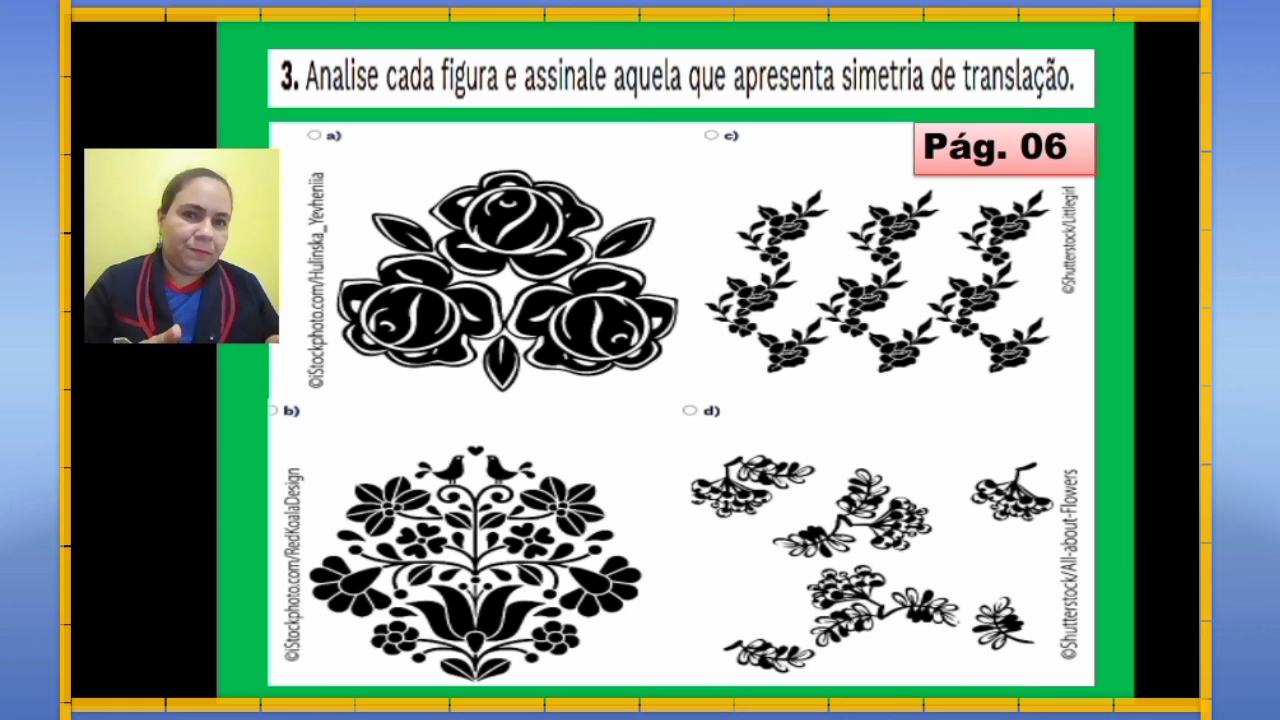 3. Analise cada figura e assinale aquela que apresenta simetria de translação.
Pág. 06
a)
©iStockphoto.com/Hulinska_Yevheniia
c)
©Shutterstock/Littlegirl
b)
©iStockphoto.com/RedKoalaDesign
d)
©Shutterstock/All-about-Flowers